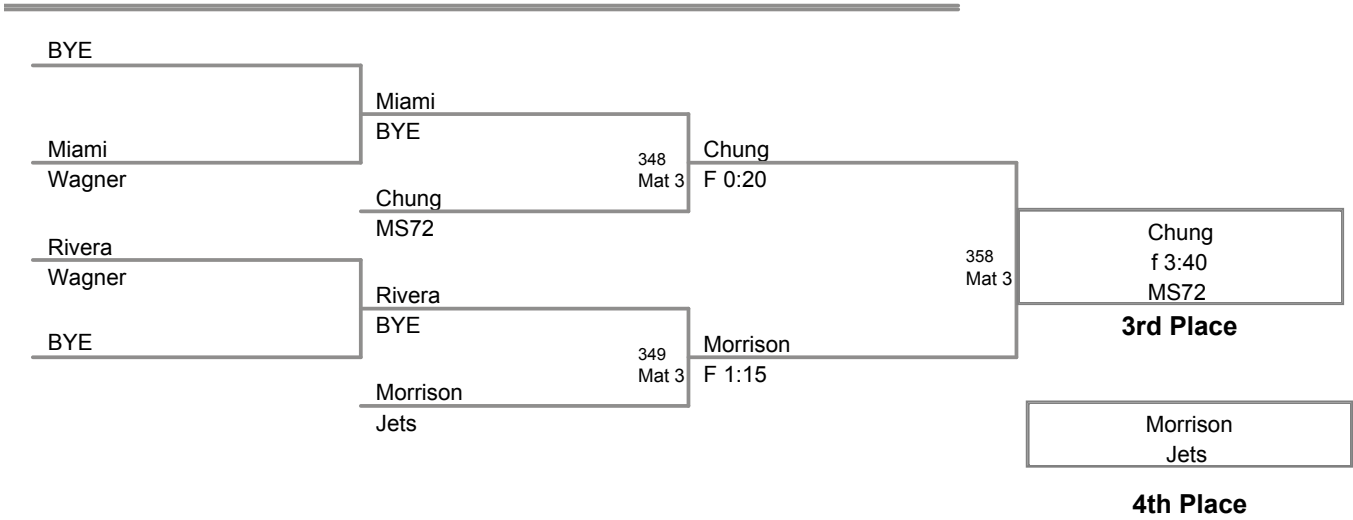 BYE
Miami
BYE
Miami
Wagner
348
Mat 3
Chung
F 0:20
Chung
MS72
Rivera
Wagner
358
Mat 3
Chung
f 3:40
MS72
3rd Place
Rivera
BYE
BYE
349
Mat 3
Morrison
F 1:15
Morrison
Jets
Morrison
Jets
4th Place